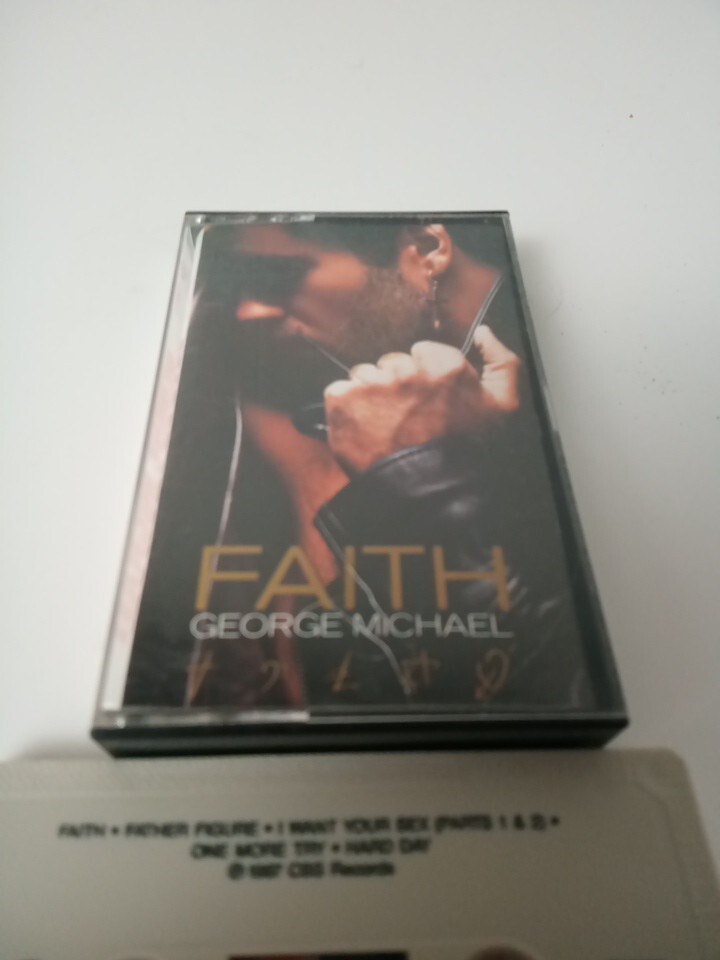 FAITH
GEORGE MICHAEL
FAITH • FATHER FIGURE • I WANT YOUR SEX (PARTS 1 & 2) •
ONE MORE TRY • HARD DAY
℗ 1987 CBS Records